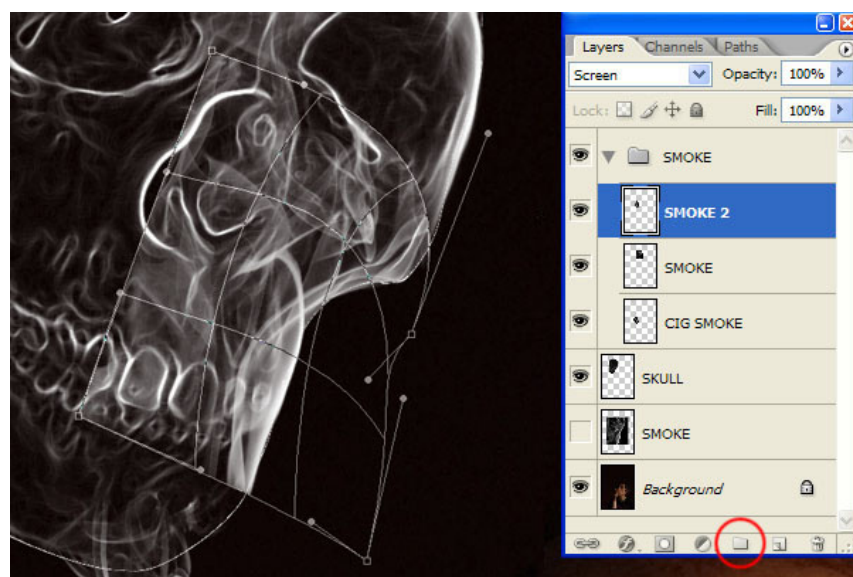 Layers Channels Paths
Screen Opacity: 100%
Lock: Fill: 100%
SMOKE
SMOKE 2
SMOKE
CIG SMOKE
SKULL
SMOKE
Background